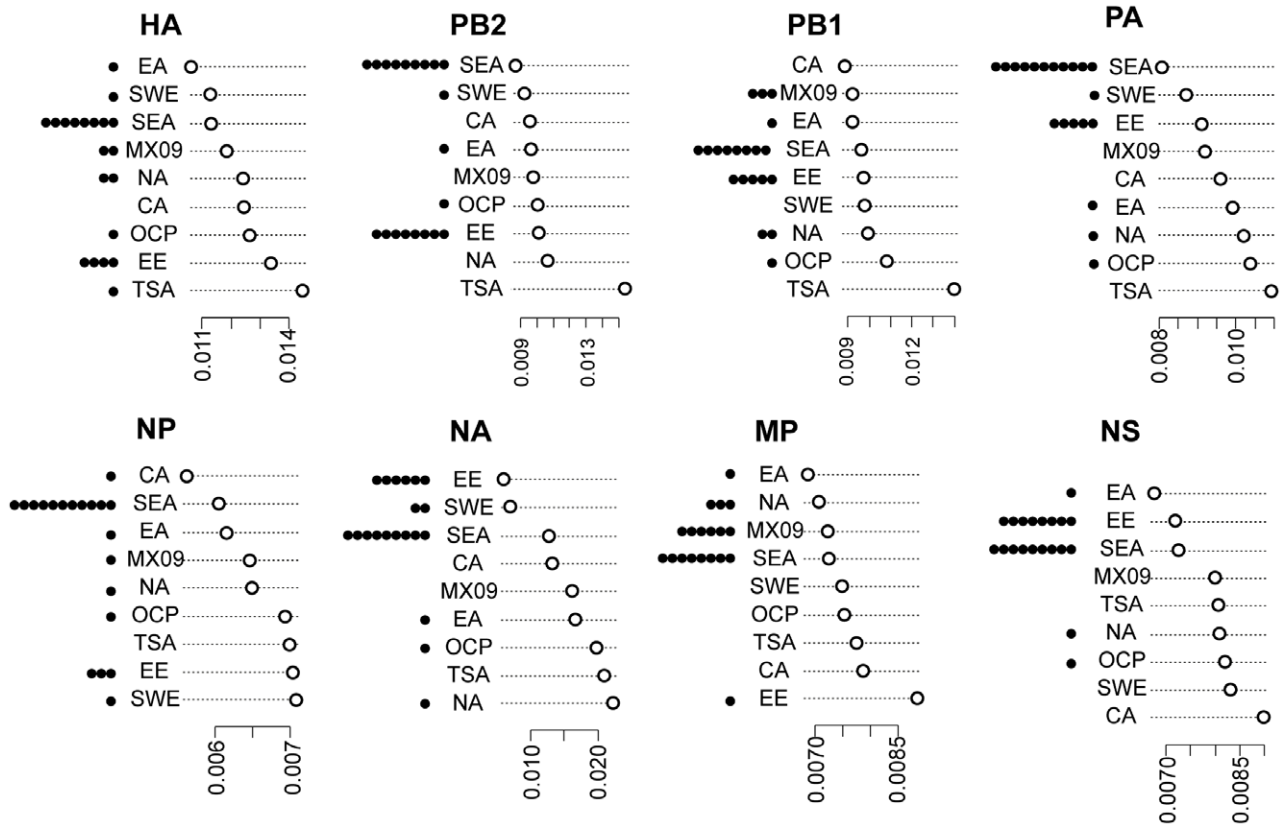 HA
EA
SWE
SEA
MX09
NA
CA
OCP
EE
TSA
0.011
0.014
PB2
SEA
SWE
CA
EA
MX09
OCP
EE
NA
TSA
0.009
0.013
PB1
CA
MX09
EA
SEA
EE
SWE
NA
OCP
TSA
0.009
0.012
PA
SEA
SWE
EE
MX09
CA
EA
NA
OCP
TSA
0.008
0.010
NP
CA
SEA
EA
MX09
NA
OCP
TSA
EE
SWE
0.006
0.007
NA
EE
SWE
SEA
CA
MX09
EA
OCP
TSA
NA
0.010
0.020
MP
EA
NA
MX09
SEA
SWE
OCP
TSA
CA
EE
0.0070
0.0085
NS
EA
EE
SEA
MX09
TSA
NA
OCP
SWE
CA
0.0070
0.0085